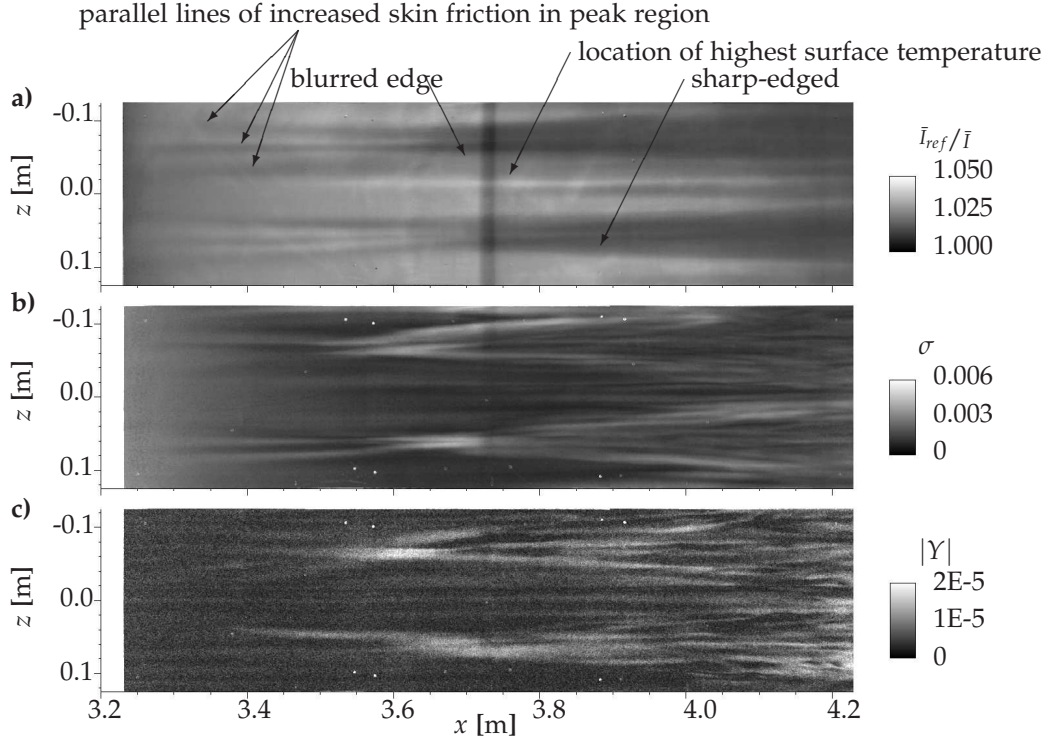 parallel lines of increased skin friction in peak region
location of highest surface temperature
blurred edge
sharp-edged
a)
-0.1
0.0
0.1
z [m]
Ī_ref/Ī
1.050
1.025
1.000
b)
-0.1
0.0
0.1
z [m]
σ
0.006
0.003
0
c)
-0.1
0.0
0.1
z [m]
|Υ|
2E-5
1E-5
0
3.2 3.4 3.6 3.8 4.0 4.2
x [m]